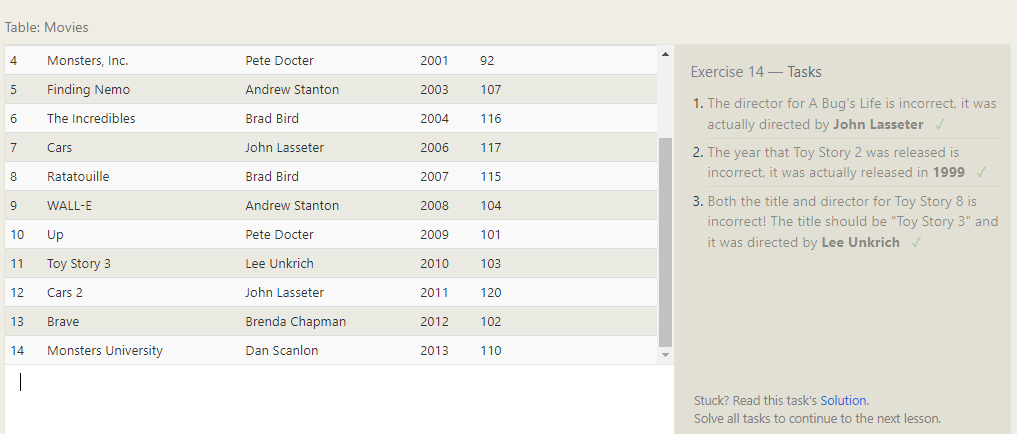 Table: Movies
4 Monsters, Inc. Pete Docter 2001 92
5 Finding Nemo Andrew Stanton 2003 107
6 The Incredibles Brad Bird 2004 116
7 Cars John Lasseter 2006 117
8 Ratatouille Brad Bird 2007 115
9 WALL-E Andrew Stanton 2008 104
10 Up Pete Docter 2009 101
11 Toy Story 3 Lee Unkrich 2010 103
12 Cars 2 John Lasseter 2011 120
13 Brave Brenda Chapman 2012 102
14 Monsters University Dan Scanlon 2013 110
Exercise 14 — Tasks
1. The director for A Bug's Life is incorrect, it was
actually directed by John Lasseter ✓
2. The year that Toy Story 2 was released is
incorrect, it was actually released in 1999 ✓
3. Both the title and director for Toy Story 8 is
incorrect! The title should be "Toy Story 3" and
it was directed by Lee Unkrich ✓
Stuck? Read this task's Solution.
Solve all tasks to continue to the next lesson.